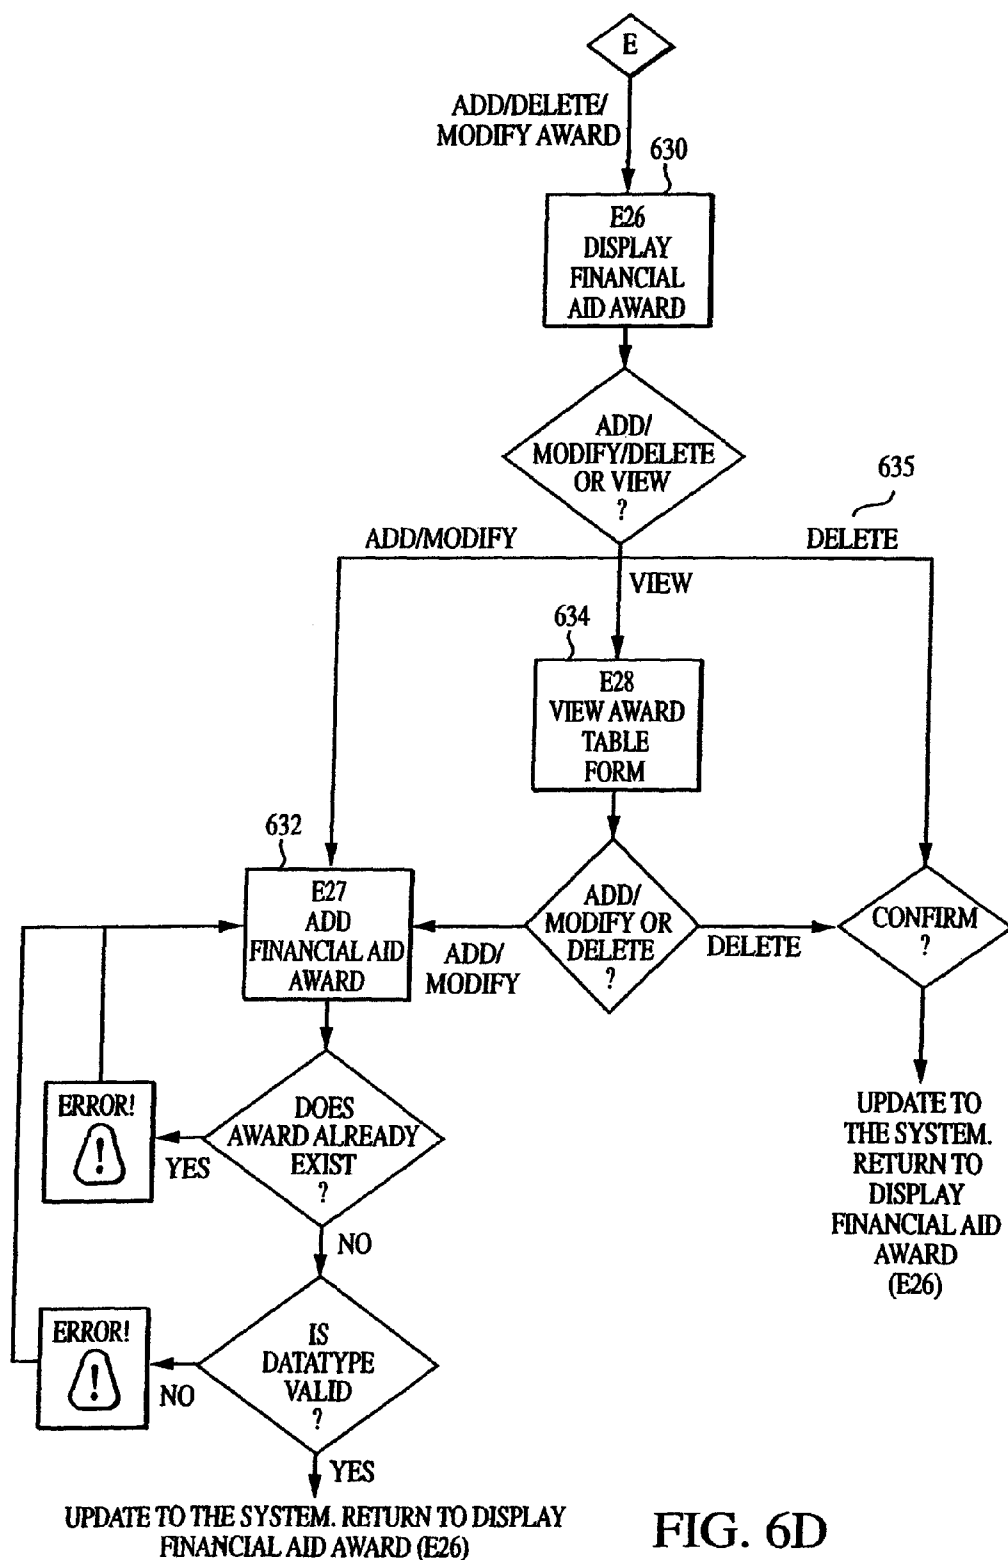 E
ADD/DELETE/
MODIFY AWARD
630
E26
DISPLAY
FINANCIAL
AID AWARD
ADD/
MODIFY/DELETE
OR VIEW
?
635
ADD/MODIFY
DELETE
VIEW
634
E28
VIEW AWARD
TABLE
FORM
632
E27
ADD
FINANCIAL AID
AWARD
ADD/
MODIFY
ADD/
MODIFY OR
DELETE
?
DELETE
CONFIRM
?
ERROR!
!
YES
DOES
AWARD ALREADY
EXIST
?
UPDATE TO
THE SYSTEM.
RETURN TO
DISPLAY
FINANCIAL AID
AWARD
(E26)
NO
ERROR!
!
NO
IS
DATATYPE
VALID
?
YES
UPDATE TO THE SYSTEM. RETURN TO DISPLAY
FINANCIAL AID AWARD (E26)
FIG. 6D